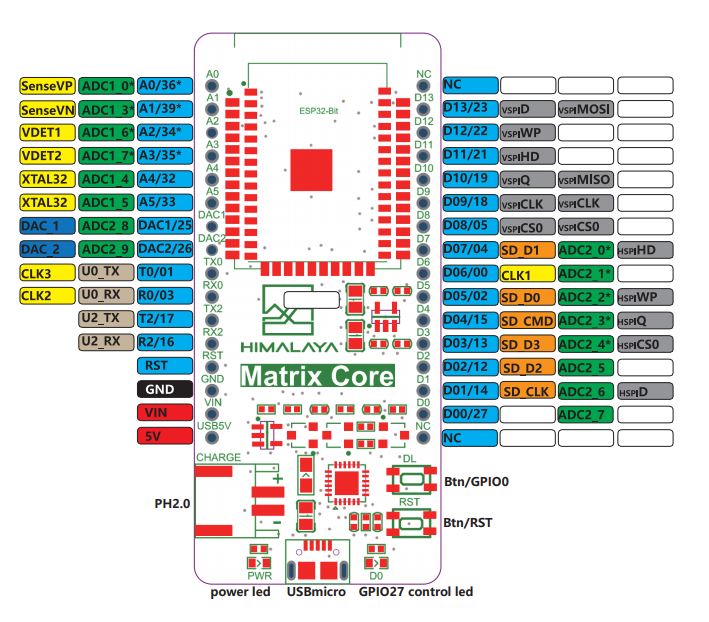 A0 NC
SenseVP ADC1_0* A0/36* NC
A1 D13
SenseVN ADC1_3* A1/39* D13/23 VSPID VSPIMOSI
A2 ESP32-Bit D12
VDET1 ADC1_6* A2/34* D12/22 VSPIWP
A3 D11
VDET2 ADC1_7* A3/35* D11/21 VSPIHD
A4 D10
XTAL32 ADC1_4 A4/32 D10/19 VSPIQ VSPIMISO
A5 D9
XTAL32 ADC1_5 A5/33 D09/18 VSPICLK VSPICLK
DAC1 D8
DAC_1 ADC2_8 DAC1/25 D08/05 VSPICS0 VSPICS0
DAC2 D7
DAC_2 ADC2_9 DAC2/26 D07/04 SD_D1 ADC2_0* HSPIHD
TX0 D6
CLK3 U0_TX T0/01 D06/00 CLK1 ADC2_1*
RX0 D5
CLK2 U0_RX R0/03 D05/02 SD_D0 ADC2_2* HSPIWP
TX2 D4
U2_TX T2/17 D04/15 SD_CMD ADC2_3* HSPIQ
RX2 D3
U2_RX R2/16 HIMALAYA D03/13 SD_D3 ADC2_4* HSPICS0
RST D2
RST Matrix Core D02/12 SD_D2 ADC2_5
GND D1
GND D01/14 SD_CLK ADC2_6 HSPID
VIN D0
VIN D00/27 ADC2_7
USB5V NC
5V NC
CHARGE DL
Btn/GPIO0
PH2.0 + RST
− Btn/RST
PWR D0
power led USBmicro GPIO27 control led